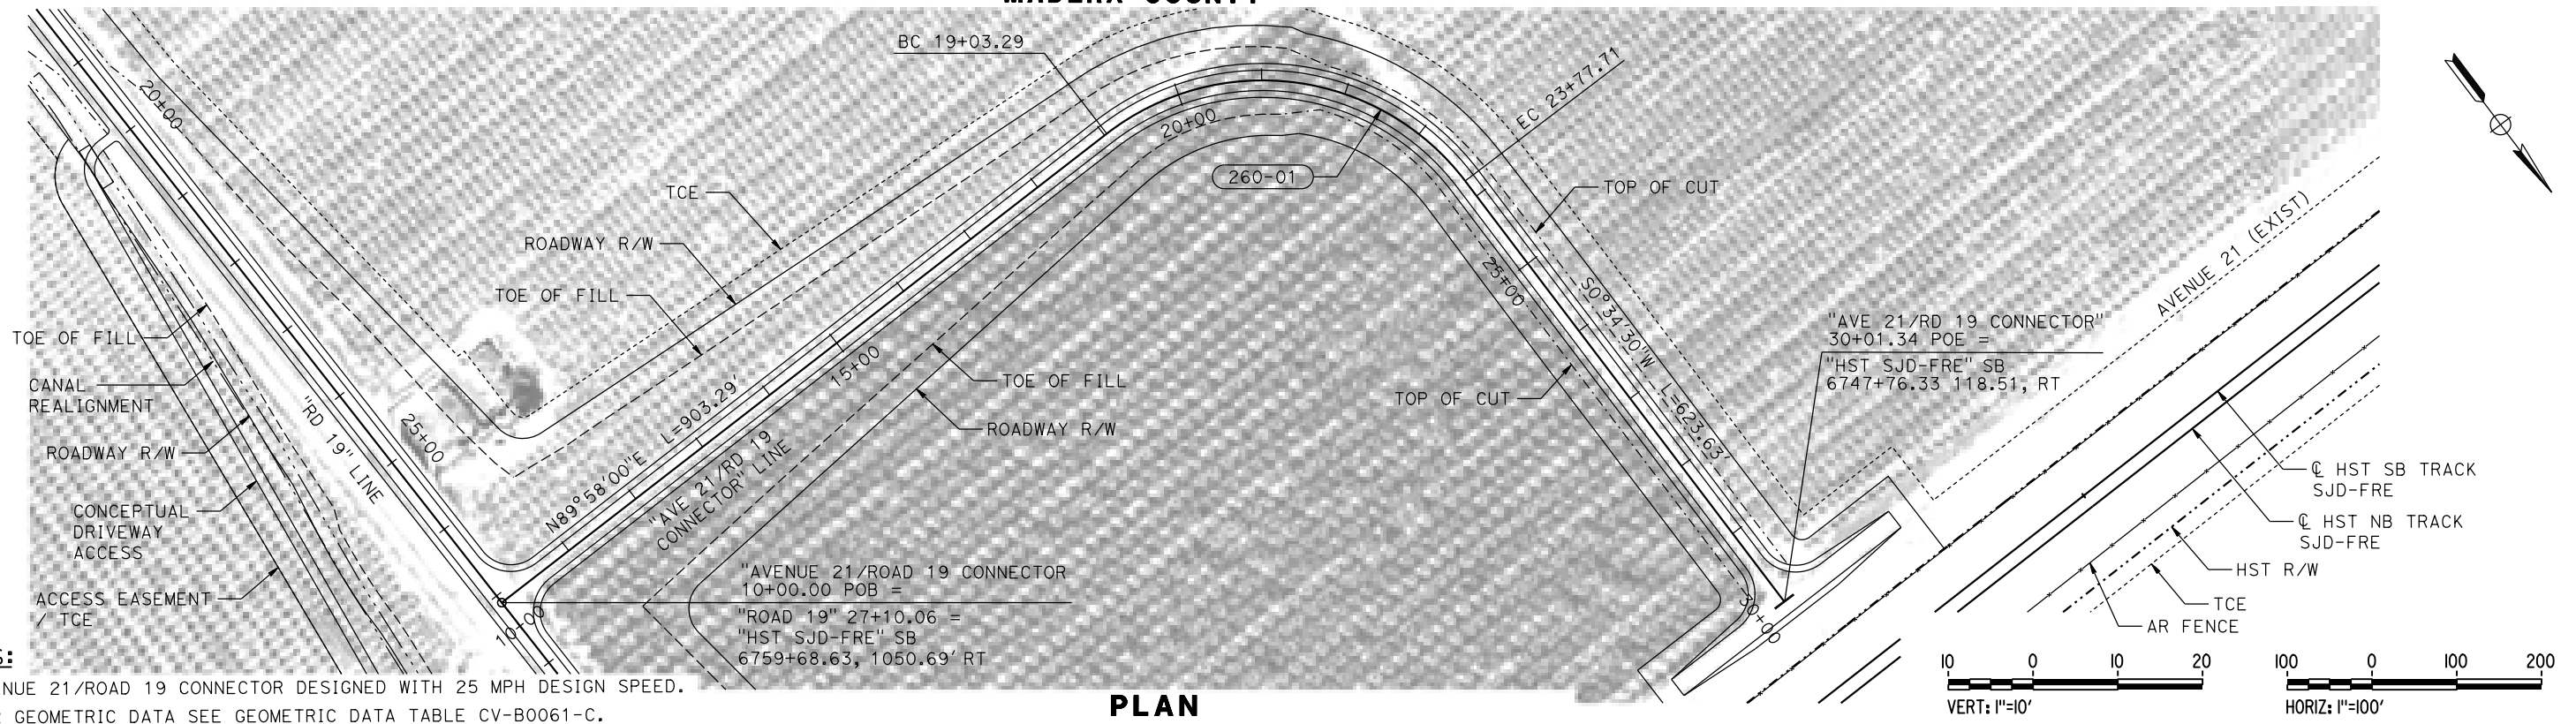 BC 19+03.29
EC 23+77.71
20+00
20+00
260-01
TCE
TOP OF CUT
ROADWAY R/W
TOE OF FILL
AVENUE 21 (EXIST)
25+00
S0°34'30"W L=623.63'
"AVE 21/RD 19 CONNECTOR"
30+01.34 POE =
"HST SJD-FRE" SB
6747+76.33 118.51, RT
TOE OF FILL
CANAL
REALIGNMENT
15+00
TOE OF FILL
TOP OF CUT
ROADWAY R/W
"RD 19" LINE
25+00
N89°58'00"E L=903.29'
"AVE 21/RD 19
CONNECTOR" LINE
ROADWAY R/W
CONCEPTUAL
DRIVEWAY
ACCESS
ACCESS EASEMENT
/ TCE
℄ HST SB TRACK
SJD-FRE
℄ HST NB TRACK
SJD-FRE
HST R/W
TCE
AR FENCE
"AVENUE 21/ROAD 19 CONNECTOR
10+00.00 POB =
"ROAD 19" 27+10.06 =
"HST SJD-FRE" SB
6759+68.63, 1050.69' RT
10+00
30+00
NUE 21/ROAD 19 CONNECTOR DESIGNED WITH 25 MPH DESIGN SPEED.
GEOMETRIC DATA SEE GEOMETRIC DATA TABLE CV-B0061-C.
PLAN
10 0 10 20
VERT: 1"=10'
100 0 100 200
HORIZ: 1"=100'